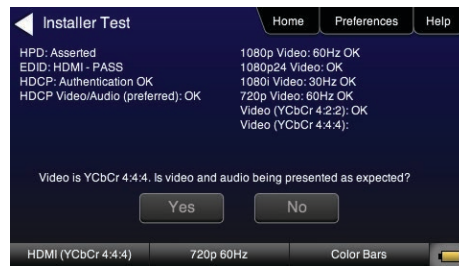 Installer Test
Home
Preferences
Help
HPD: Asserted
EDID: HDMI - PASS
HDCP: Authentication OK
HDCP Video/Audio (preferred): OK
1080p Video: 60Hz OK
1080p24 Video: OK
1080i Video: 30Hz OK
720p Video: 60Hz OK
Video (YCbCr 4:2:2): OK
Video (YCbCr 4:4:4):
Video is YCbCr 4:4:4. Is video and audio being presented as expected?
Yes
No
HDMI (YCbCr 4:4:4)
720p 60Hz
Color Bars